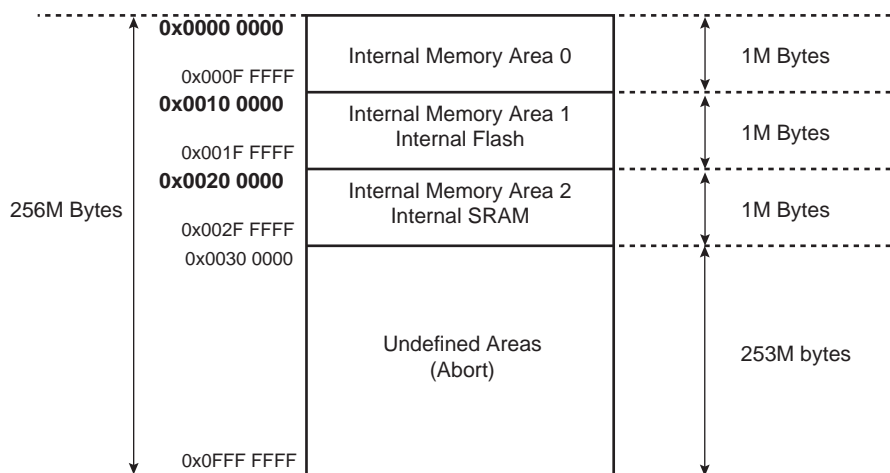 0x0000 0000
Internal Memory Area 0
1M Bytes
0x000F FFFF
0x0010 0000
Internal Memory Area 1
Internal Flash
1M Bytes
0x001F FFFF
0x0020 0000
Internal Memory Area 2
Internal SRAM
1M Bytes
256M Bytes
0x002F FFFF
0x0030 0000
Undefined Areas
(Abort)
253M bytes
0x0FFF FFFF